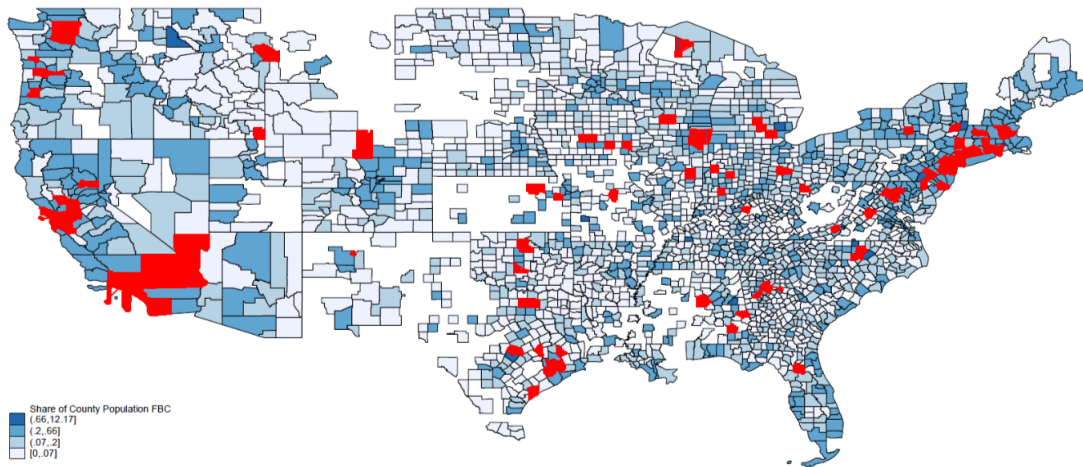 Share of County Population FBC
(.66,12.17]
(.2,.66]
(.07,.2]
[0,.07]